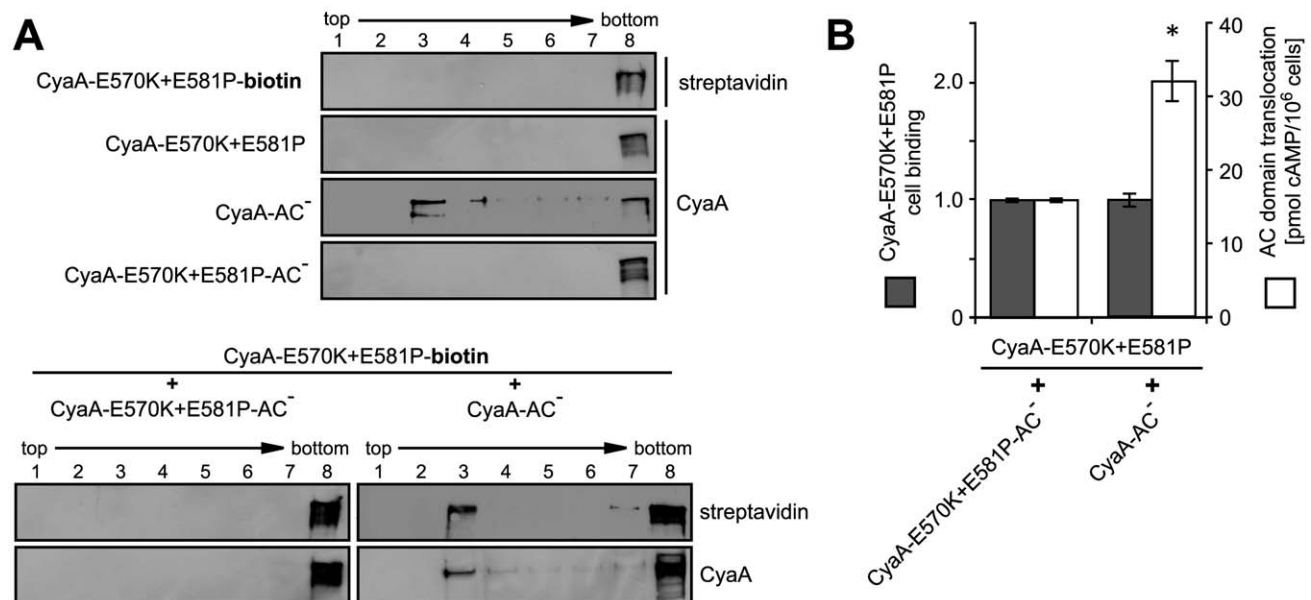 A
top bottom
1 2 3 4 5 6 7 8
CyaA-E570K+E581P-biotin
streptavidin
CyaA-E570K+E581P
CyaA-AC⁻
CyaA
CyaA-E570K+E581P-AC⁻
CyaA-E570K+E581P-biotin
+ +
CyaA-E570K+E581P-AC⁻ CyaA-AC⁻
top bottom top bottom
1 2 3 4 5 6 7 8 1 2 3 4 5 6 7 8
streptavidin
CyaA
B
CyaA-E570K+E581P
cell binding
2.0
1.0
0
*
40
30
20
10
0
AC domain translocation
[pmol cAMP/10⁶ cells]
CyaA-E570K+E581P
+ +
CyaA-E570K+E581P-AC⁻
CyaA-AC⁻